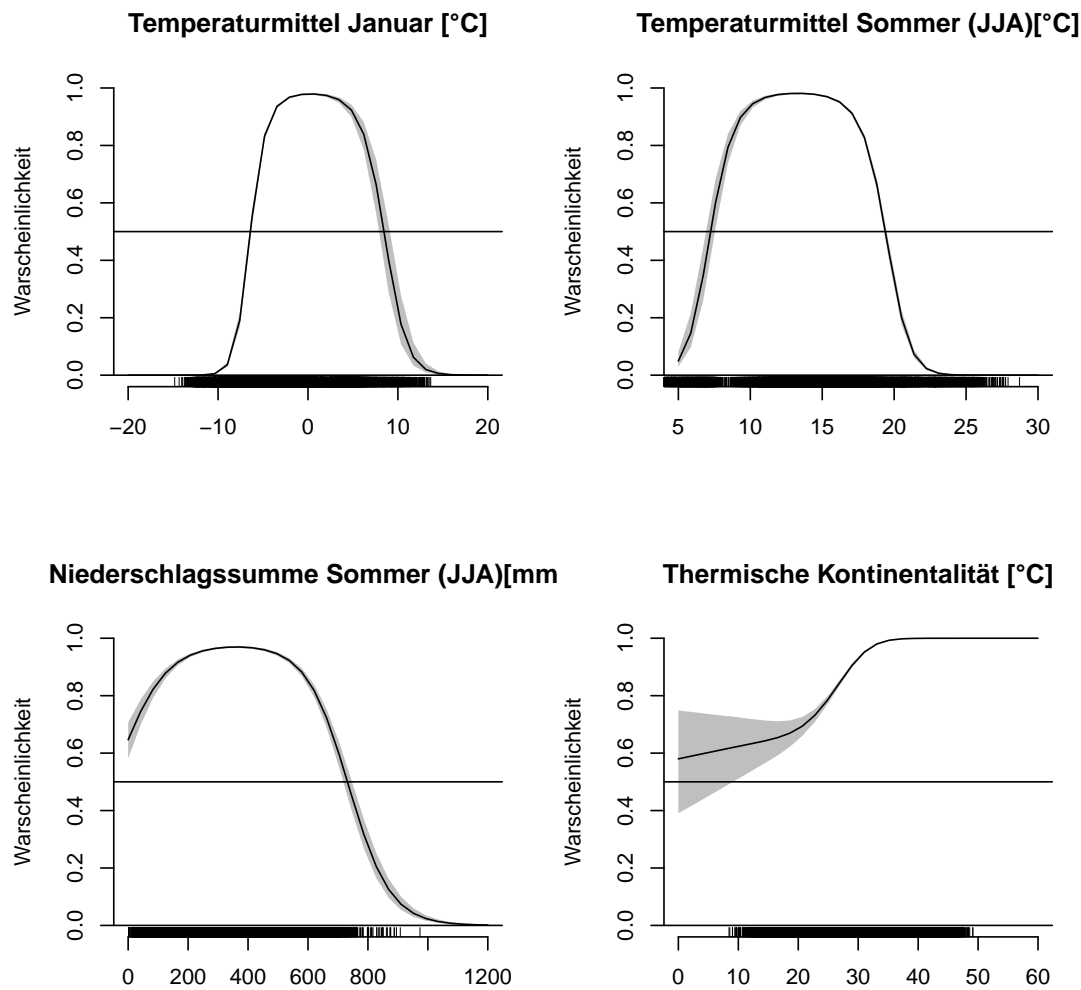 Temperaturmittel Januar [°C]
Warscheinlichkeit
0.0 0.2 0.4 0.6 0.8 1.0
−20 −10 0 10 20
Temperaturmittel Sommer (JJA)[°C]
Warscheinlichkeit
0.0 0.2 0.4 0.6 0.8 1.0
5 10 15 20 25 30
Niederschlagssumme Sommer (JJA)[mm
Warscheinlichkeit
0.0 0.2 0.4 0.6 0.8 1.0
0 200 400 600 800 1200
Thermische Kontinentalität [°C]
Warscheinlichkeit
0.0 0.2 0.4 0.6 0.8 1.0
0 10 20 30 40 50 60